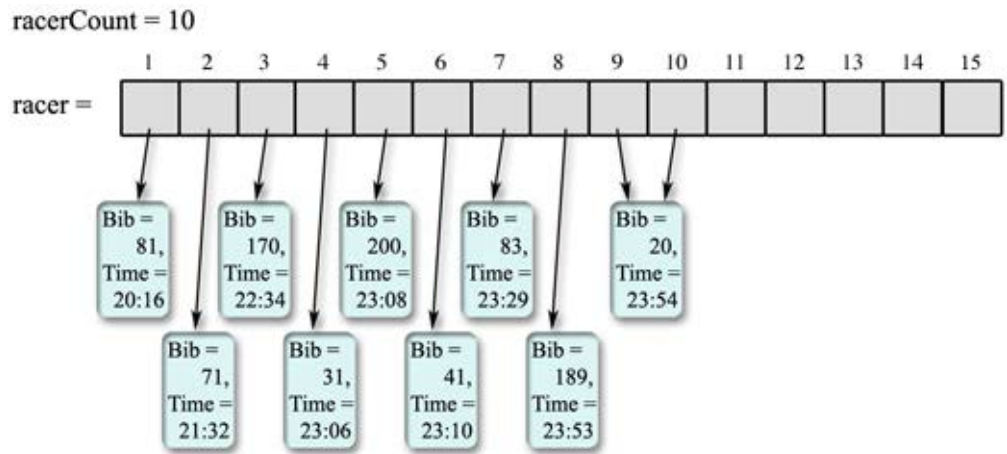 racerCount = 10
1 2 3 4 5 6 7 8 9 10 11 12 13 14 15
racer =
Bib =
81,
Time =
20:16
Bib =
170,
Time =
22:34
Bib =
200,
Time =
23:08
Bib =
83,
Time =
23:29
Bib =
20,
Time =
23:54
Bib =
71,
Time =
21:32
Bib =
31,
Time =
23:06
Bib =
41,
Time =
23:10
Bib =
189,
Time =
23:53